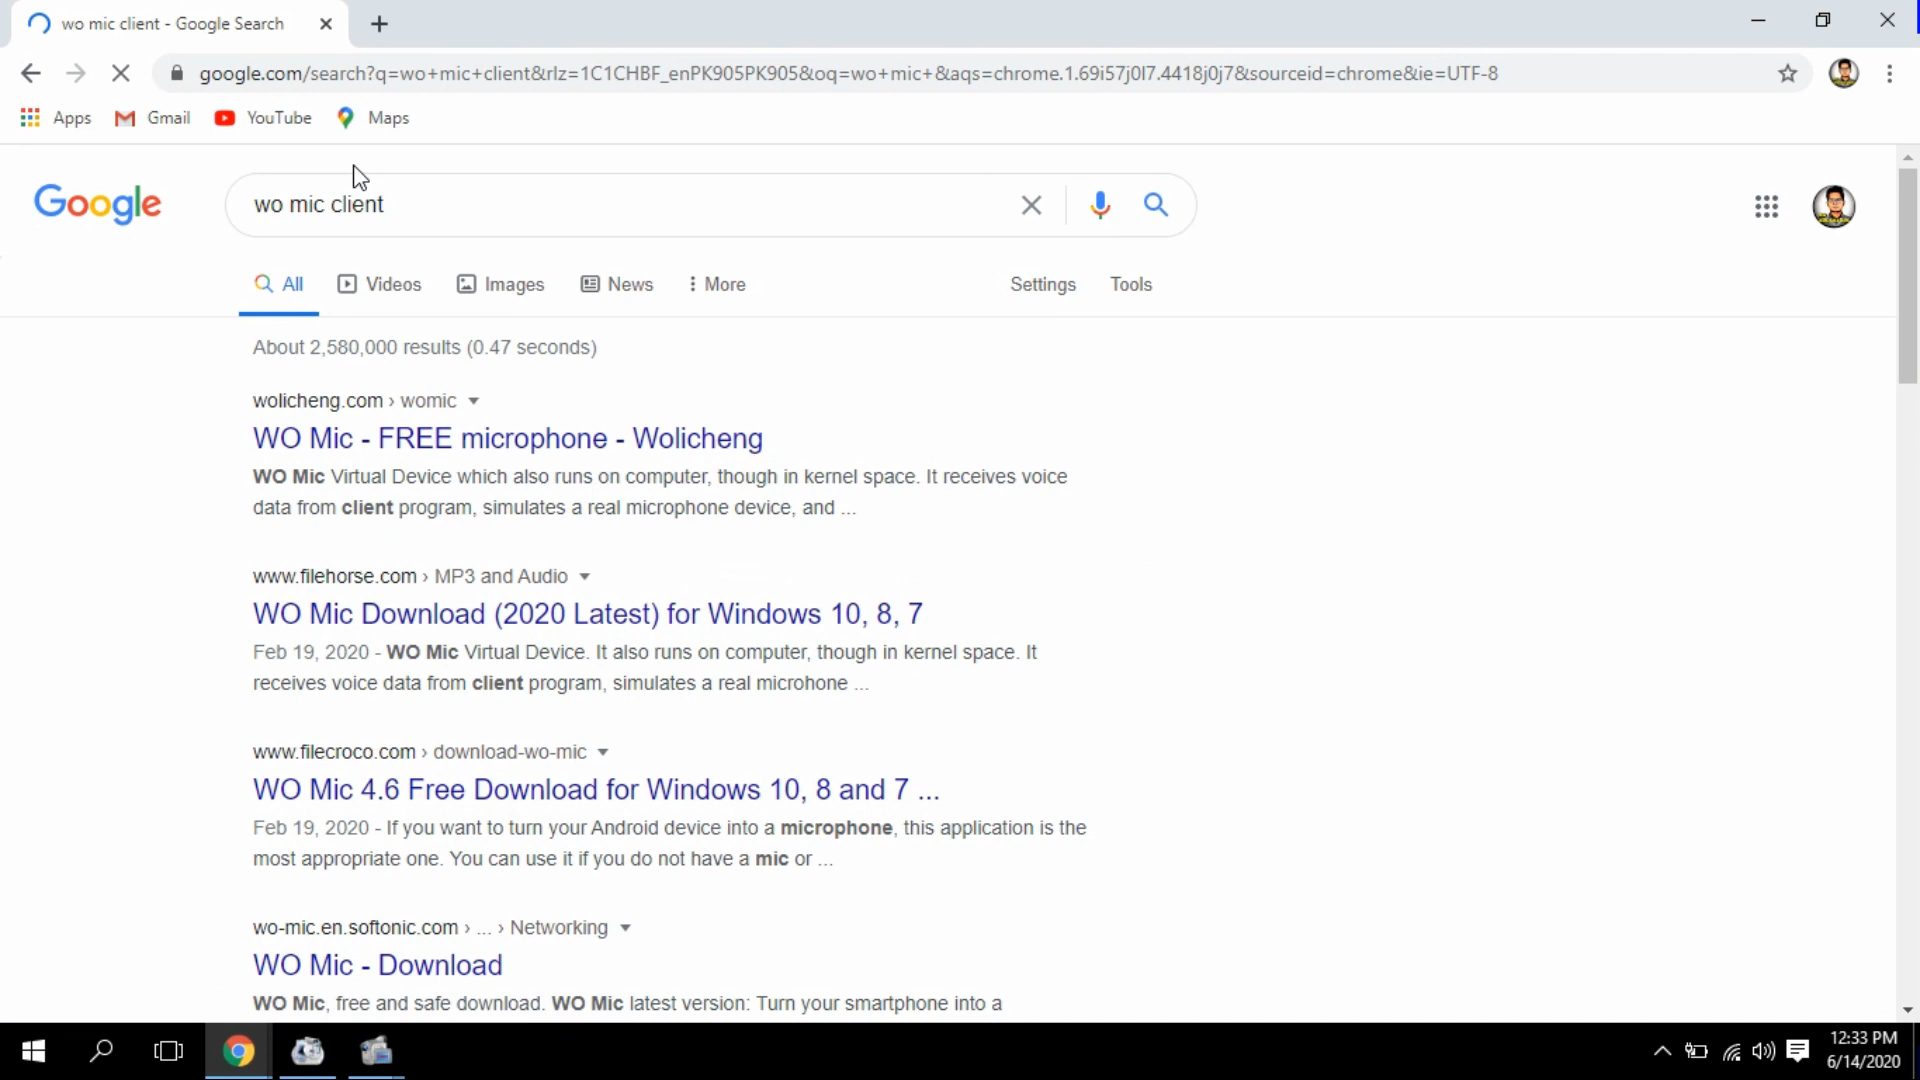 wo mic client - Google Search
google.com/search?q=wo+mic+client&rlz=1C1CHBF_enPK905PK905&oq=wo+mic+&aqs=chrome.1.69i57j0l7.4418j0j7&sourceid=chrome&ie=UTF-8
Apps Gmail YouTube Maps
Google
wo mic client
All Videos Images News More Settings Tools
About 2,580,000 results (0.47 seconds)
wolicheng.com › womic
WO Mic - FREE microphone - Wolicheng
WO Mic Virtual Device which also runs on computer, though in kernel space. It receives voice
data from client program, simulates a real microphone device, and ...
www.filehorse.com › MP3 and Audio
WO Mic Download (2020 Latest) for Windows 10, 8, 7
Feb 19, 2020 - WO Mic Virtual Device. It also runs on computer, though in kernel space. It
receives voice data from client program, simulates a real microhone ...
www.filecroco.com › download-wo-mic
WO Mic 4.6 Free Download for Windows 10, 8 and 7 ...
Feb 19, 2020 - If you want to turn your Android device into a microphone, this application is the
most appropriate one. You can use it if you do not have a mic or ...
wo-mic.en.softonic.com › ... › Networking
WO Mic - Download
WO Mic, free and safe download. WO Mic latest version: Turn your smartphone into a
12:33 PM
6/14/2020